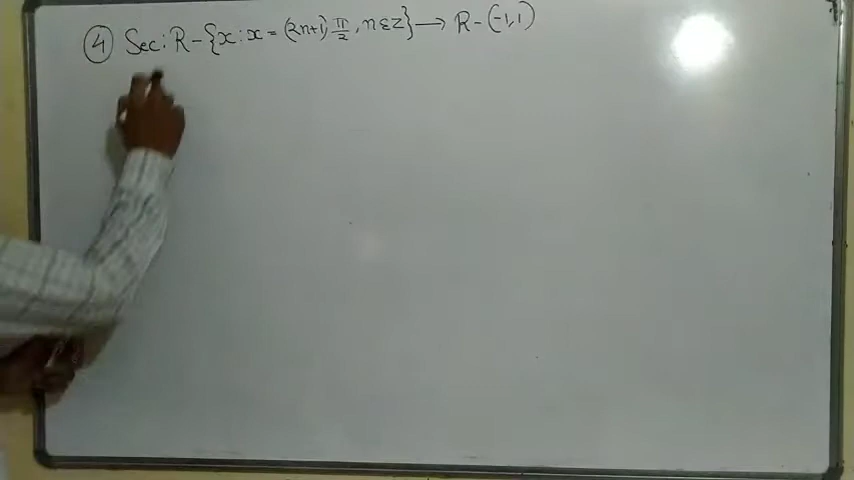 ④ Sec: R - {x : x = (2n+1) π/2, n ε Z} → R - (-1, 1)